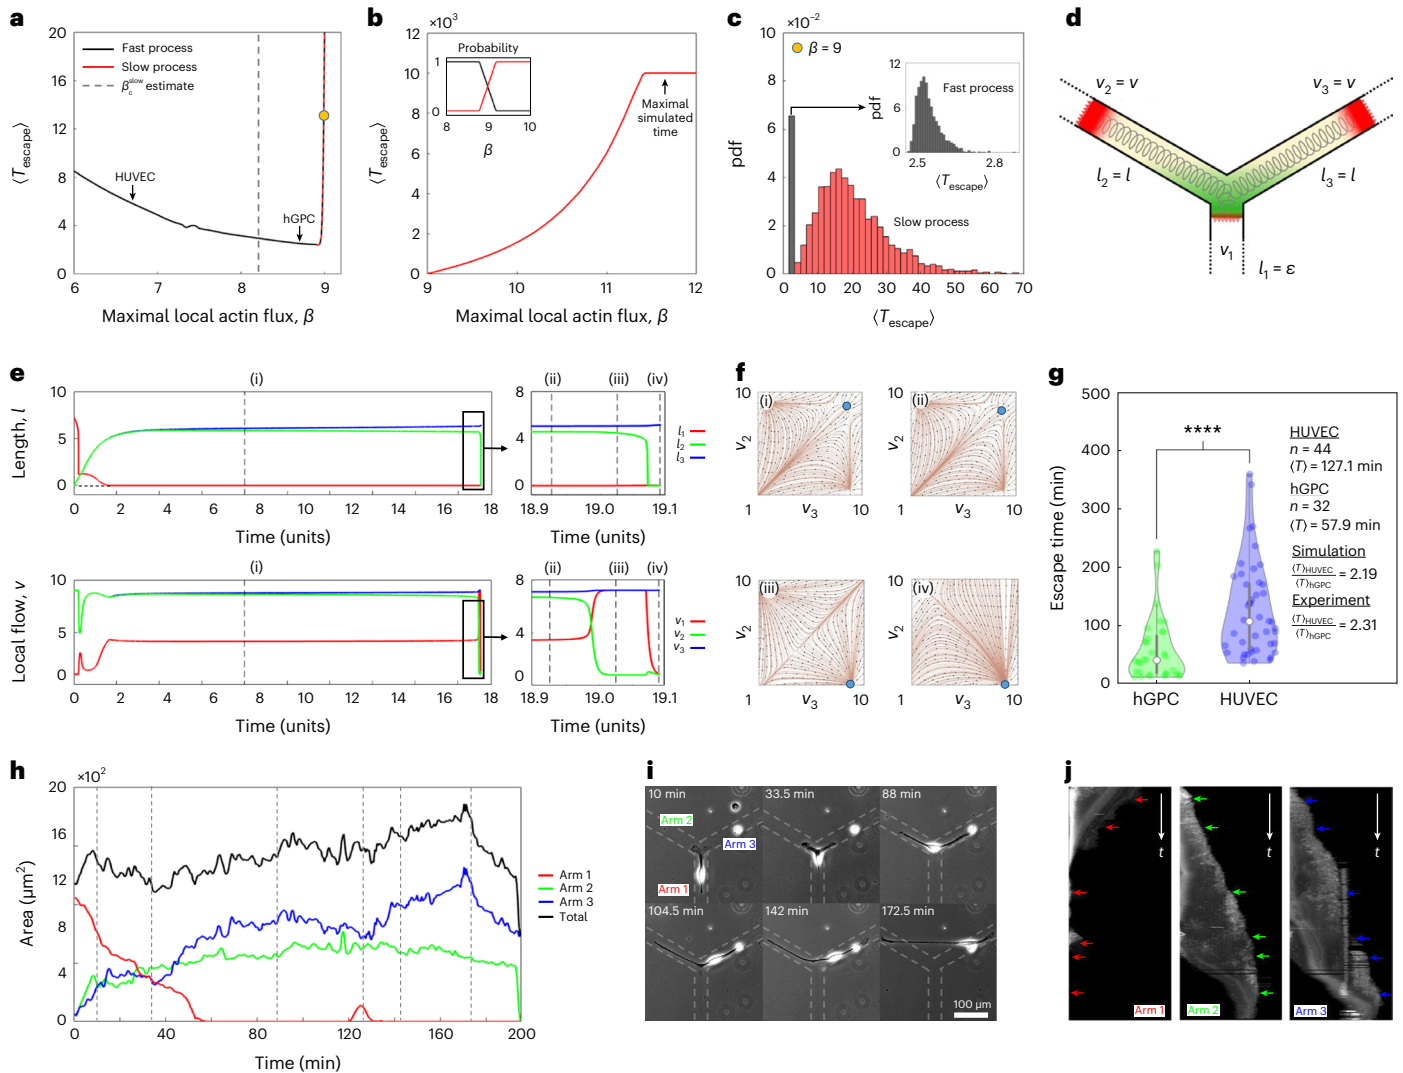 a
20
16
12
8
4
0
⟨T_escape⟩
Fast process
Slow process
β_c^slow estimate
HUVEC
hGPC
6
7
8
9
Maximal local actin flux, β
b
×10³
12
10
8
6
4
2
0
⟨T_escape⟩
Probability
1
0
8
9
10
β
Maximal
simulated
time
9
10
11
12
Maximal local actin flux, β
c
×10⁻²
10
8
6
4
2
0
pdf
β = 9
12
6
0
pdf
Fast process
2.5
2.8
⟨T_escape⟩
Slow process
0
10
20
30
40
50
60
70
⟨T_escape⟩
d
v₂ = v
v₃ = v
l₂ = l
l₃ = l
v₁
l₁ = ε
e
(i)
10
5
0
Length, l
0
2
4
6
8
10
12
14
16
18
Time (units)
(ii)
(iii)
(iv)
8
4
0
l₁
l₂
l₃
18.9
19.0
19.1
Time (units)
(i)
10
5
0
Local flow, v
0
2
4
6
8
10
12
14
16
18
Time (units)
(ii)
(iii)
(iv)
8
4
0
v₁
v₂
v₃
18.9
19.0
19.1
Time (units)
f
10
(i)
v₂
1
v₃
10
10
(ii)
v₂
1
v₃
10
10
(iii)
v₂
1
v₃
10
10
(iv)
v₂
1
v₃
10
g
500
400
300
200
100
0
Escape time (min)
****
HUVEC
n = 44
⟨T⟩ = 127.1 min
hGPC
n = 32
⟨T⟩ = 57.9 min
Simulation
⟨T⟩HUVEC
⟨T⟩hGPC
= 2.19
Experiment
⟨T⟩HUVEC
⟨T⟩hGPC
= 2.31
hGPC
HUVEC
h
×10²
20
16
12
8
4
0
Area (µm²)
Arm 1
Arm 2
Arm 3
Total
0
40
80
120
160
200
Time (min)
i
10 min
33.5 min
88 min
Arm 2
Arm 3
Arm 1
104.5 min
142 min
172.5 min
100 µm
j
t
t
t
Arm 1
Arm 2
Arm 3